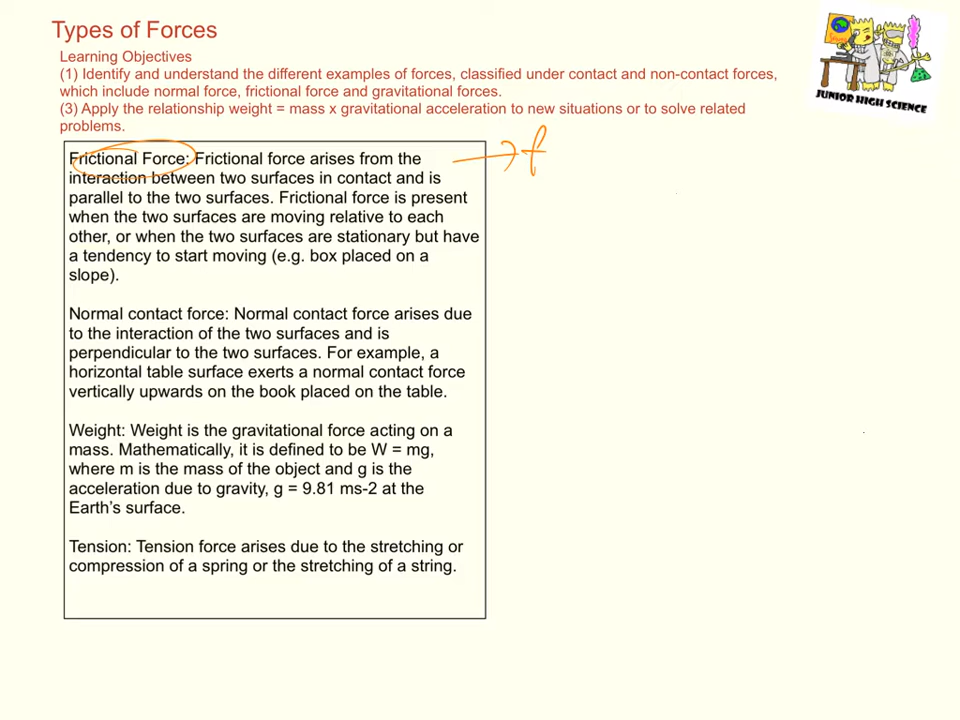 Types of Forces
Learning Objectives
(1) Identify and understand the different examples of forces, classified under contact and non-contact forces,
which include normal force, frictional force and gravitational forces.
(3) Apply the relationship weight = mass x gravitational acceleration to new situations or to solve related
problems.
JUNIOR HIGH SCIENCE
Frictional Force: Frictional force arises from the
interaction between two surfaces in contact and is
parallel to the two surfaces. Frictional force is present
when the two surfaces are moving relative to each
other, or when the two surfaces are stationary but have
a tendency to start moving (e.g. box placed on a
slope).
f
Normal contact force: Normal contact force arises due
to the interaction of the two surfaces and is
perpendicular to the two surfaces. For example, a
horizontal table surface exerts a normal contact force
vertically upwards on the book placed on the table.
Weight: Weight is the gravitational force acting on a
mass. Mathematically, it is defined to be W = mg,
where m is the mass of the object and g is the
acceleration due to gravity, g = 9.81 ms-2 at the
Earth's surface.
Tension: Tension force arises due to the stretching or
compression of a spring or the stretching of a string.